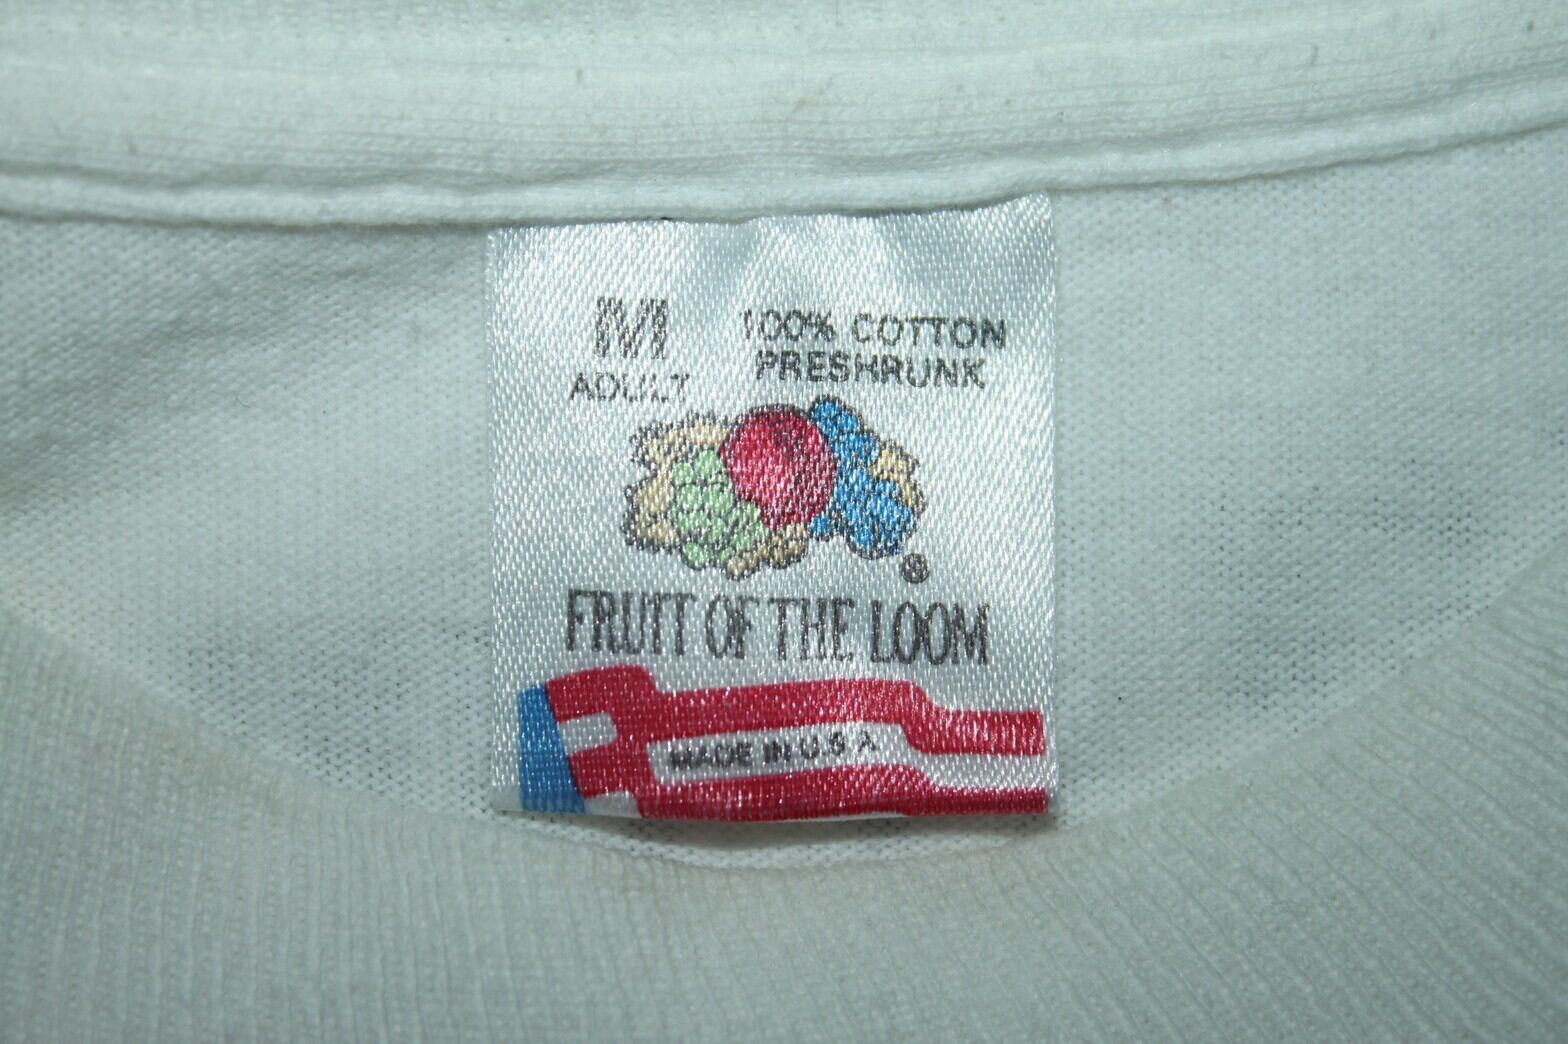 M
ADULT
100% COTTON
PRESHRUNK
®
FRUIT OF THE LOOM
MADE IN U.S.A.